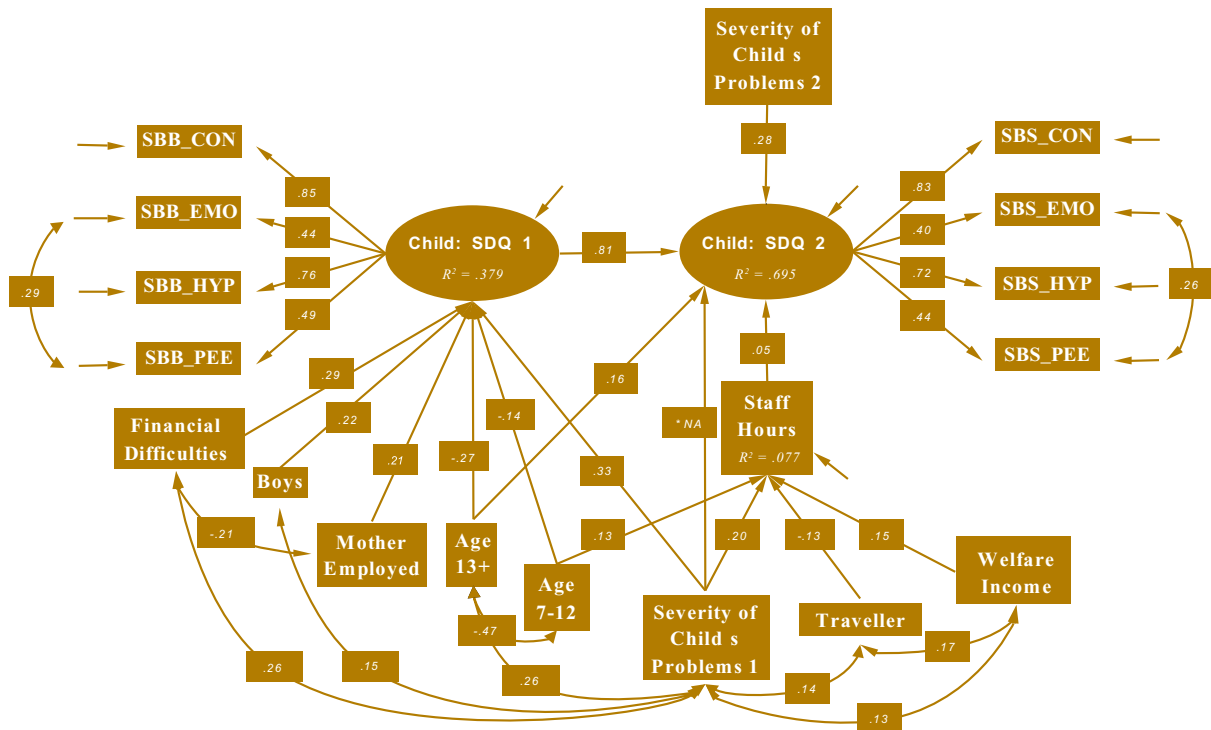 Severity of
Child s
Problems 2
SBB_CON
SBS_CON
.28
.85
.83
SBB_EMO
SBS_EMO
.44
.40
Child: SDQ 1
R² = .379
.81
Child: SDQ 2
R² = .695
.76
.72
SBB_HYP
SBS_HYP
.29
.26
.49
.44
SBB_PEE
SBS_PEE
.05
.29
.16
.22
-.14
* NA
Staff
Hours
R² = .077
Financial
Difficulties
.21
-.27
.33
Boys
-.21
.13
.20
-.13
.15
Mother
Employed
Age
13+
Age
7-12
Welfare
Income
Severity of
Child s
Problems 1
Traveller
-.47
.17
.26
.15
.26
.14
.13